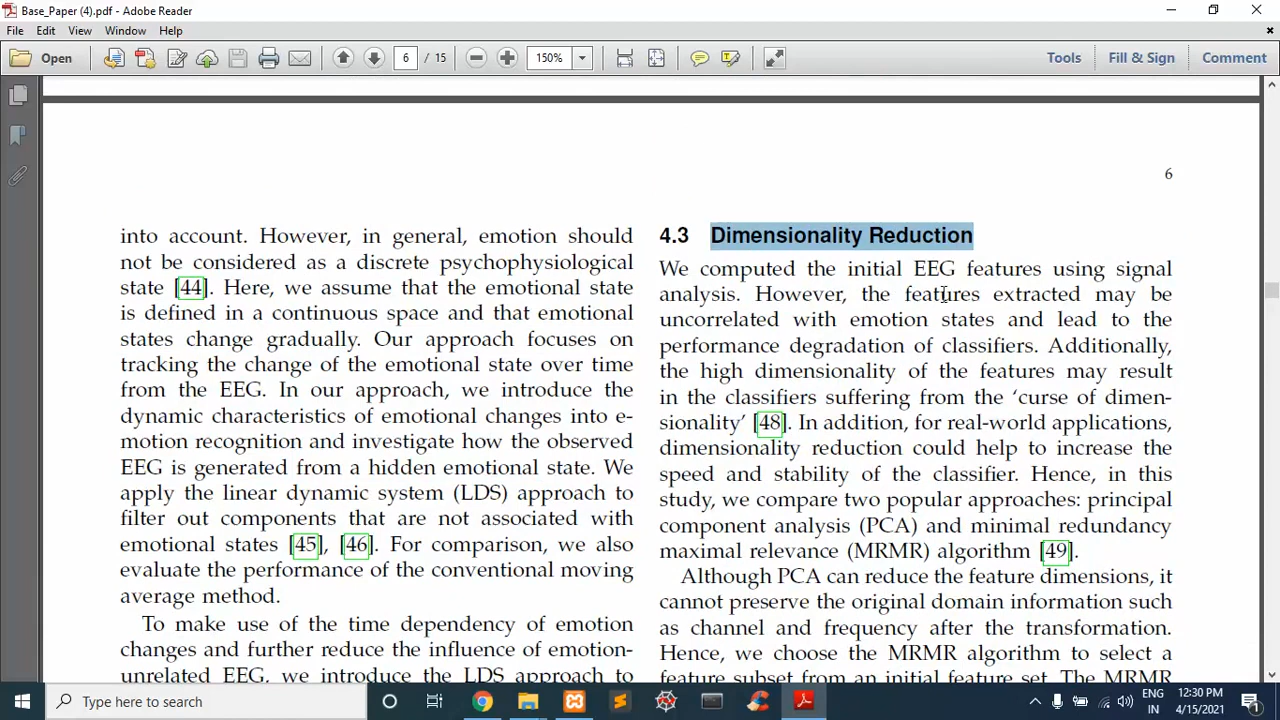 Base_Paper (4).pdf - Adobe Reader
File Edit View Window Help
Open 6 / 15 150% Tools Fill & Sign Comment
6
into account. However, in general, emotion should
not be considered as a discrete psychophysiological
state [44]. Here, we assume that the emotional state
is defined in a continuous space and that emotional
states change gradually. Our approach focuses on
tracking the change of the emotional state over time
from the EEG. In our approach, we introduce the
dynamic characteristics of emotional changes into e-
motion recognition and investigate how the observed
EEG is generated from a hidden emotional state. We
apply the linear dynamic system (LDS) approach to
filter out components that are not associated with
emotional states [45], [46]. For comparison, we also
evaluate the performance of the conventional moving
average method.
To make use of the time dependency of emotion
changes and further reduce the influence of emotion-
unrelated EEG, we introduce the LDS approach to
4.3 Dimensionality Reduction
We computed the initial EEG features using signal
analysis. However, the features extracted may be
uncorrelated with emotion states and lead to the
performance degradation of classifiers. Additionally,
the high dimensionality of the features may result
in the classifiers suffering from the ‘curse of dimen-
sionality’ [48]. In addition, for real-world applications,
dimensionality reduction could help to increase the
speed and stability of the classifier. Hence, in this
study, we compare two popular approaches: principal
component analysis (PCA) and minimal redundancy
maximal relevance (MRMR) algorithm [49].
Although PCA can reduce the feature dimensions, it
cannot preserve the original domain information such
as channel and frequency after the transformation.
Hence, we choose the MRMR algorithm to select a
feature subset from an initial feature set. The MRMR
Type here to search
ENG
IN
12:30 PM
4/15/2021
1